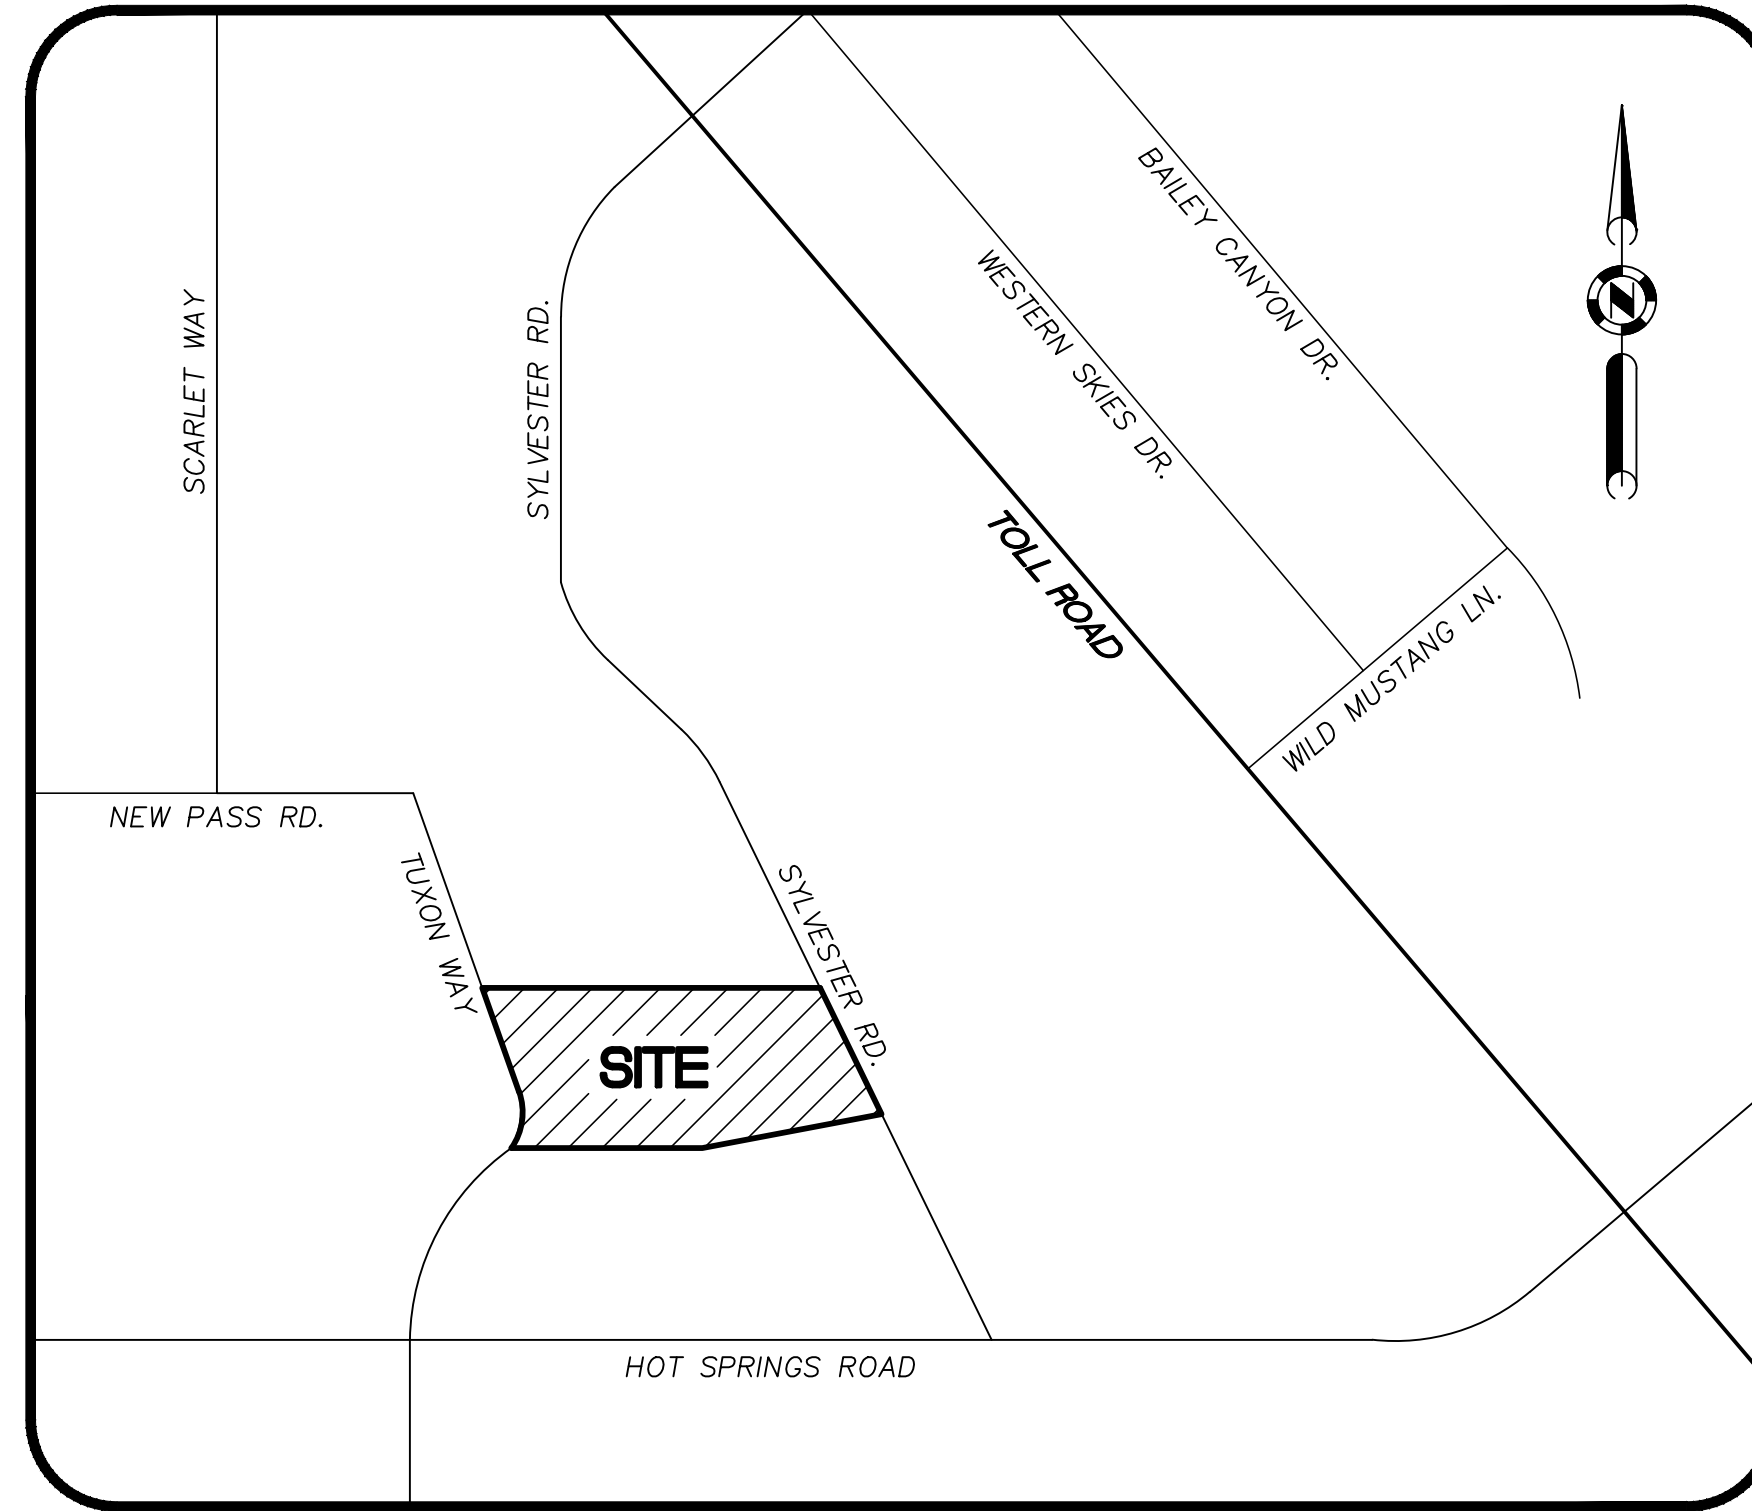 BAILEY CANYON DR.
WESTERN SKIES DR.
SCARLET WAY
SYLVESTER RD.
N
TOLL ROAD
WILD MUSTANG LN.
NEW PASS RD.
TUXON WAY
SYLVESTER RD.
SITE
HOT SPRINGS ROAD